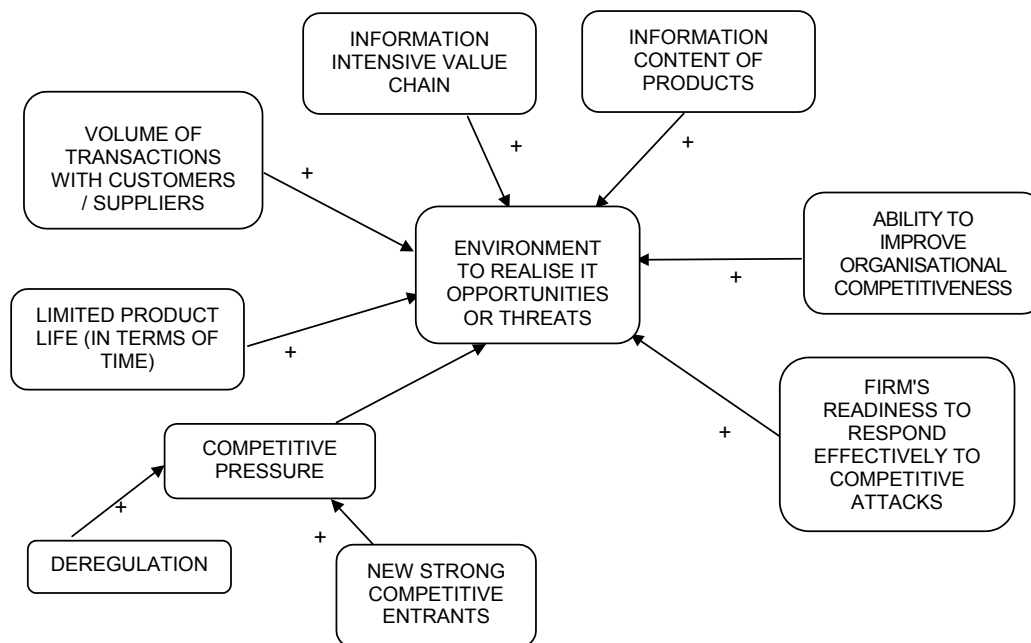 INFORMATION
INTENSIVE VALUE
CHAIN
+
INFORMATION
CONTENT OF
PRODUCTS
+
VOLUME OF
TRANSACTIONS
WITH CUSTOMERS
/ SUPPLIERS
+
ENVIRONMENT
TO REALISE IT
OPPORTUNITIES
OR THREATS
ABILITY TO
IMPROVE
ORGANISATIONAL
COMPETITIVENESS
+
LIMITED PRODUCT
LIFE (IN TERMS OF
TIME)
+
FIRM'S
READINESS TO
RESPOND
EFFECTIVELY TO
COMPETITIVE
ATTACKS
+
COMPETITIVE
PRESSURE
+
DEREGULATION
+
NEW STRONG
COMPETITIVE
ENTRANTS